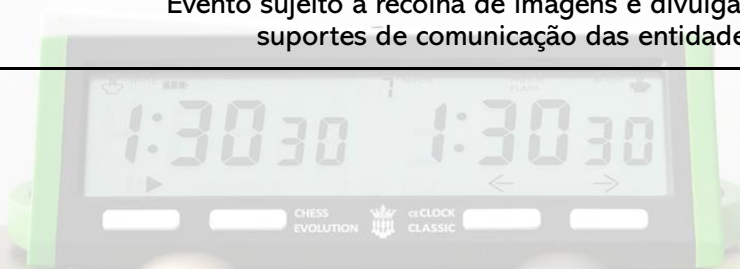 Evento sujeito a recolha de imagens e divulga
suportes de comunicação das entidade
1:30 30 1:30 30
CHESS CE CLOCK
EVOLUTION CLASSIC